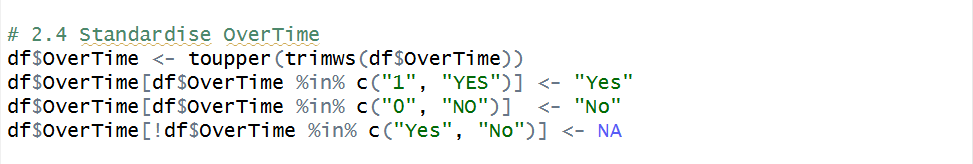 # 2.4 Standardise OverTime
df$OverTime <- toupper(trimws(df$OverTime))
df$OverTime[df$OverTime %in% c("1", "YES")] <- "Yes"
df$OverTime[df$OverTime %in% c("0", "NO")]  <- "No"
df$OverTime[!df$OverTime %in% c("Yes", "No")] <- NA